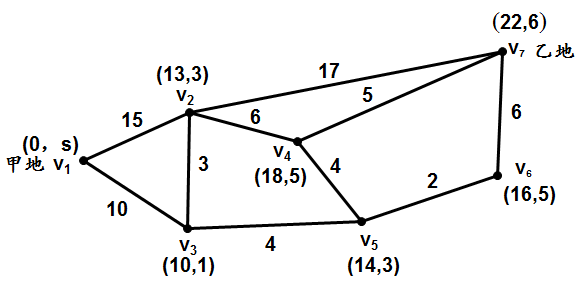 (22,6)
v7 乙地
(13,3)
v2
17
5
6
15
6
(0，s)
甲地 v1
3
v4
(18,5)
4
2
v6
(16,5)
10
v3
4
v5
(10,1)
(14,3)